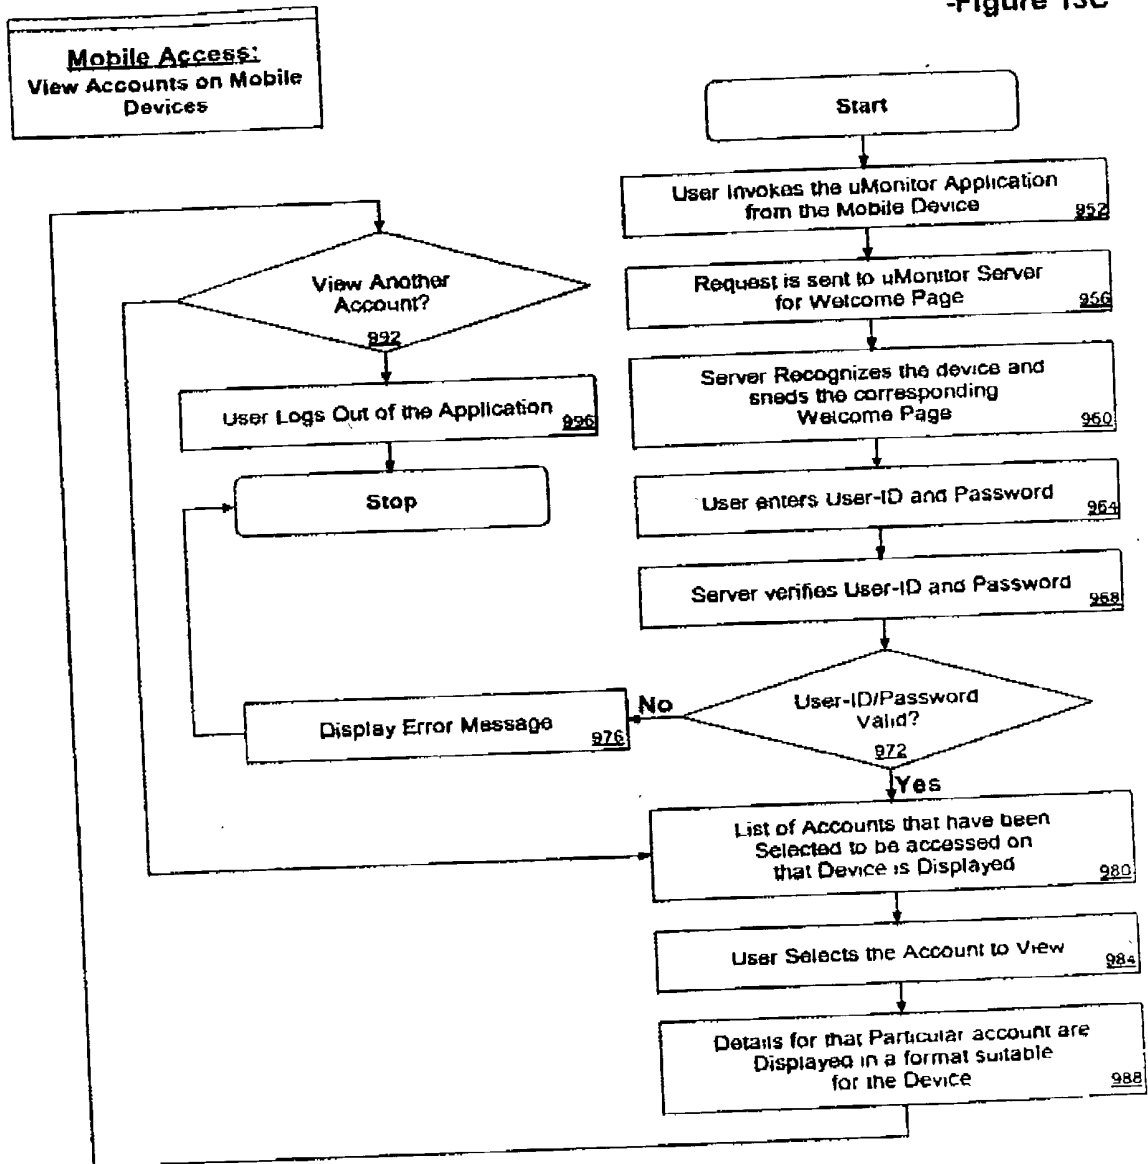 -Figure 13C
Mobile Access:
View Accounts on Mobile
Devices
Start
User Invokes the uMonitor Application
from the Mobile Device
952
Request is sent to uMonitor Server
for Welcome Page
956
Server Recognizes the device and
sneds the corresponding
Welcome Page
960
User enters User-ID and Password
964
Server verifies User-ID and Password
968
User-ID/Password
Valid?
972
No
Display Error Message
976
Yes
List of Accounts that have been
Selected to be accessed on
that Device is Displayed
980
User Selects the Account to View
984
Details for that Particular account are
Displayed in a format suitable
for the Device
988
View Another
Account?
992
User Logs Out of the Application
996
Stop